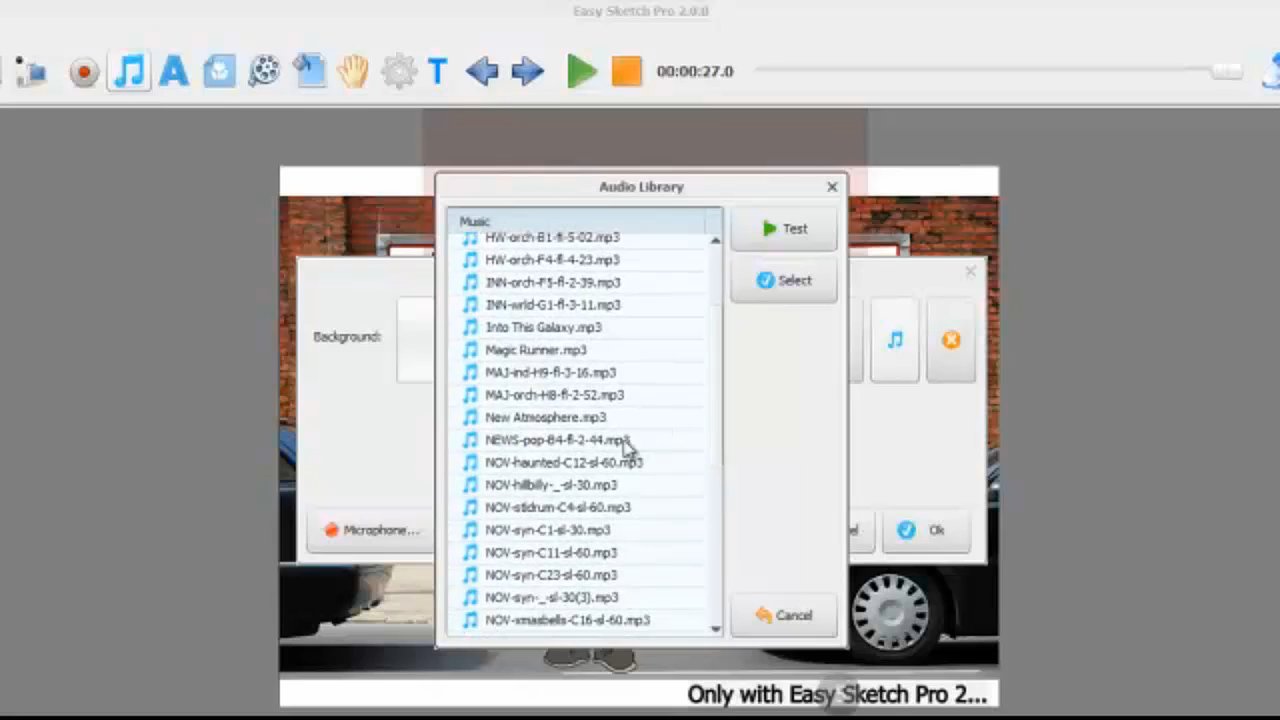 Easy Sketch Pro 2.0.0
A
T
00:00:27.0
Audio Library
Music
Test
HW-orch-B1-fl-5-02.mp3
HW-orch-F4-fl-4-23.mp3
Select
INN-orch-F5-fl-2-39.mp3
INN-wrld-G1-fl-3-11.mp3
Into This Galaxy.mp3
Background:
Magic Runner.mp3
MAJ-ind-H9-fl-3-16.mp3
MAJ-orch-H8-fl-2-52.mp3
New Atmosphere.mp3
NEWS-pop-B4-fl-2-44.mp3
NOV-haunted-C12-sl-60.mp3
NOV-hillbilly-_-sl-30.mp3
NOV-stldrum-C4-sl-60.mp3
NOV-syn-C1-sl-30.mp3
Microphone...
el
Ok
NOV-syn-C11-sl-60.mp3
NOV-syn-C23-sl-60.mp3
NOV-syn-_-sl-30(3).mp3
NOV-xmasbells-C16-sl-60.mp3
Cancel
Only with Easy Sketch Pro 2...